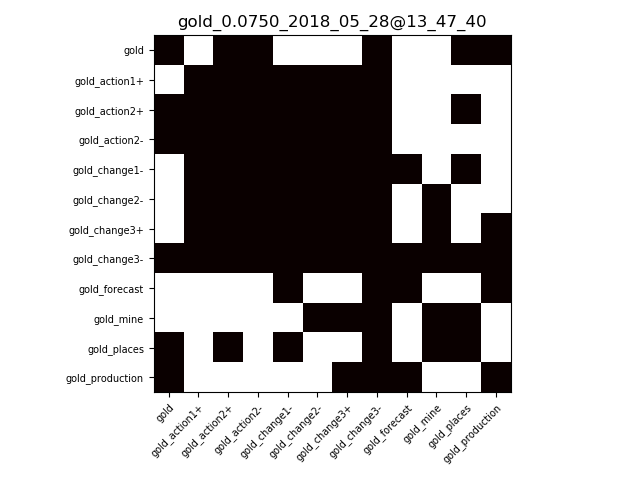 gold_0.0750_2018_05_28@13_47_40
gold
gold_action1+
gold_action2+
gold_action2-
gold_change1-
gold_change2-
gold_change3+
gold_change3-
gold_forecast
gold_mine
gold_places
gold_production
gold
gold_action1+
gold_action2+
gold_action2-
gold_change1-
gold_change2-
gold_change3+
gold_change3-
gold_forecast
gold_mine
gold_places
gold_production